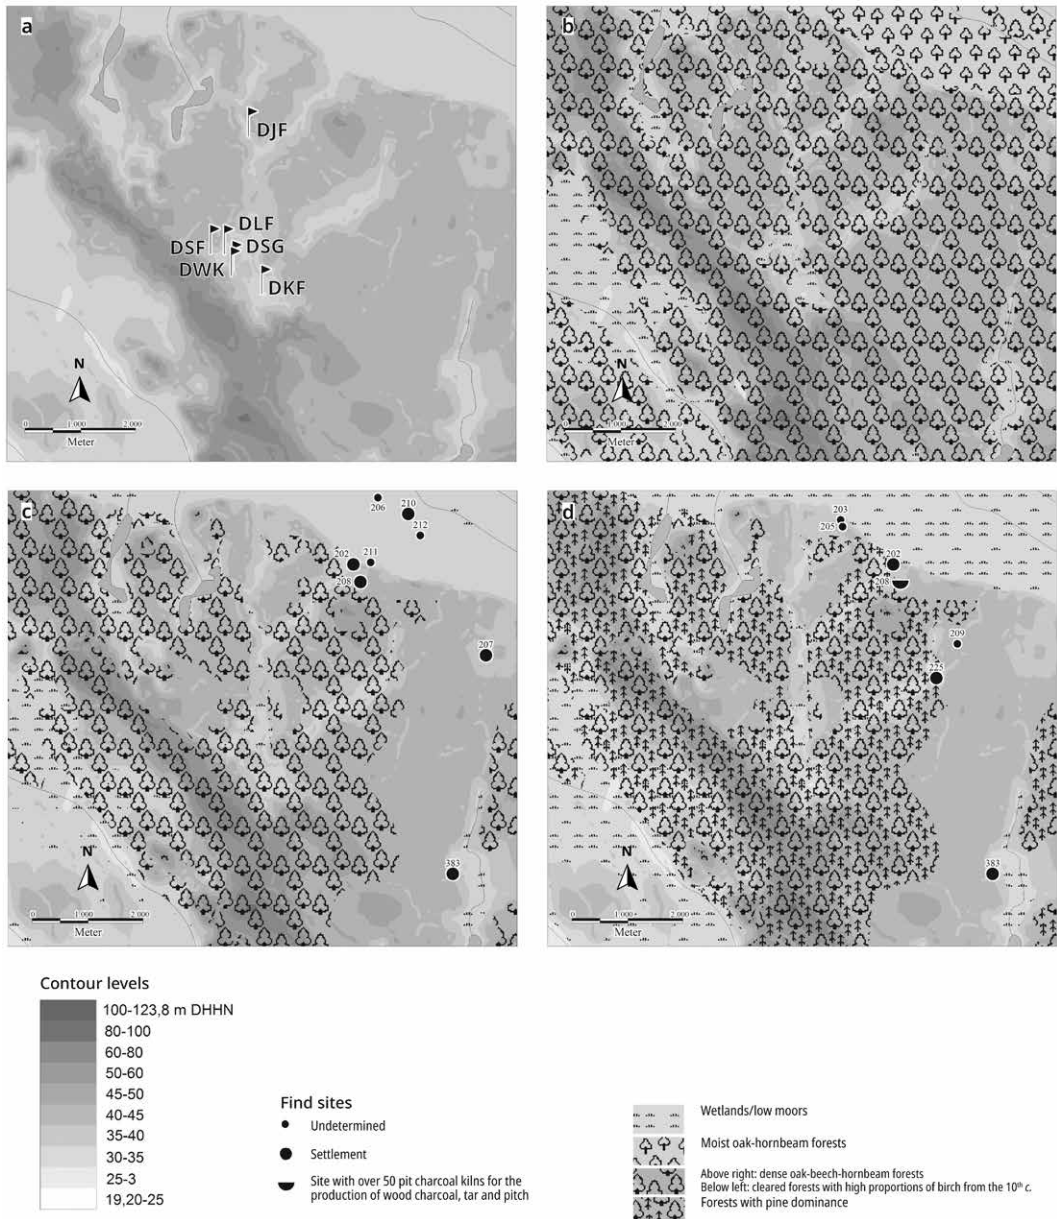 a
DJF
DLF
DSF
DSG
DWK
DKF
N
0 1.000 2.000
Meter
b
N
0 1.000 2.000
Meter
c
206
210
212
202
211
208
207
383
N
0 1.000 2.000
Meter
d
203
205
202
208
209
225
383
N
0 1.000 2.000
Meter
Contour levels
100-123,8 m DHHN
80-100
60-80
50-60
45-50
40-45
35-40
30-35
25-3
19,20-25
Find sites
Undetermined
Settlement
Site with over 50 pit charcoal kilns for the
production of wood charcoal, tar and pitch
Wetlands/low moors
Moist oak-hornbeam forests
Above right: dense oak-beech-hornbeam forests
Below left: cleared forests with high proportions of birch from the 10th c.
Forests with pine dominance